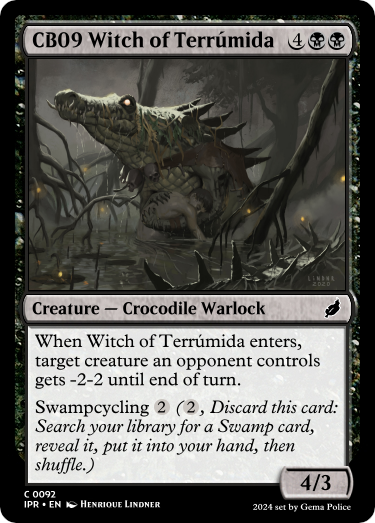 CB09 Witch of Terrúmida 4
LINDNR
2020
Creature — Crocodile Warlock
When Witch of Terrúmida enters,
target creature an opponent controls
gets -2-2 until end of turn.
Swampcycling 2 (2, Discard this card:
Search your library for a Swamp card,
reveal it, put it into your hand, then
shuffle.)
4/3
C 0092
IPR • EN Henrique Lindner
2024 set by Gema Police